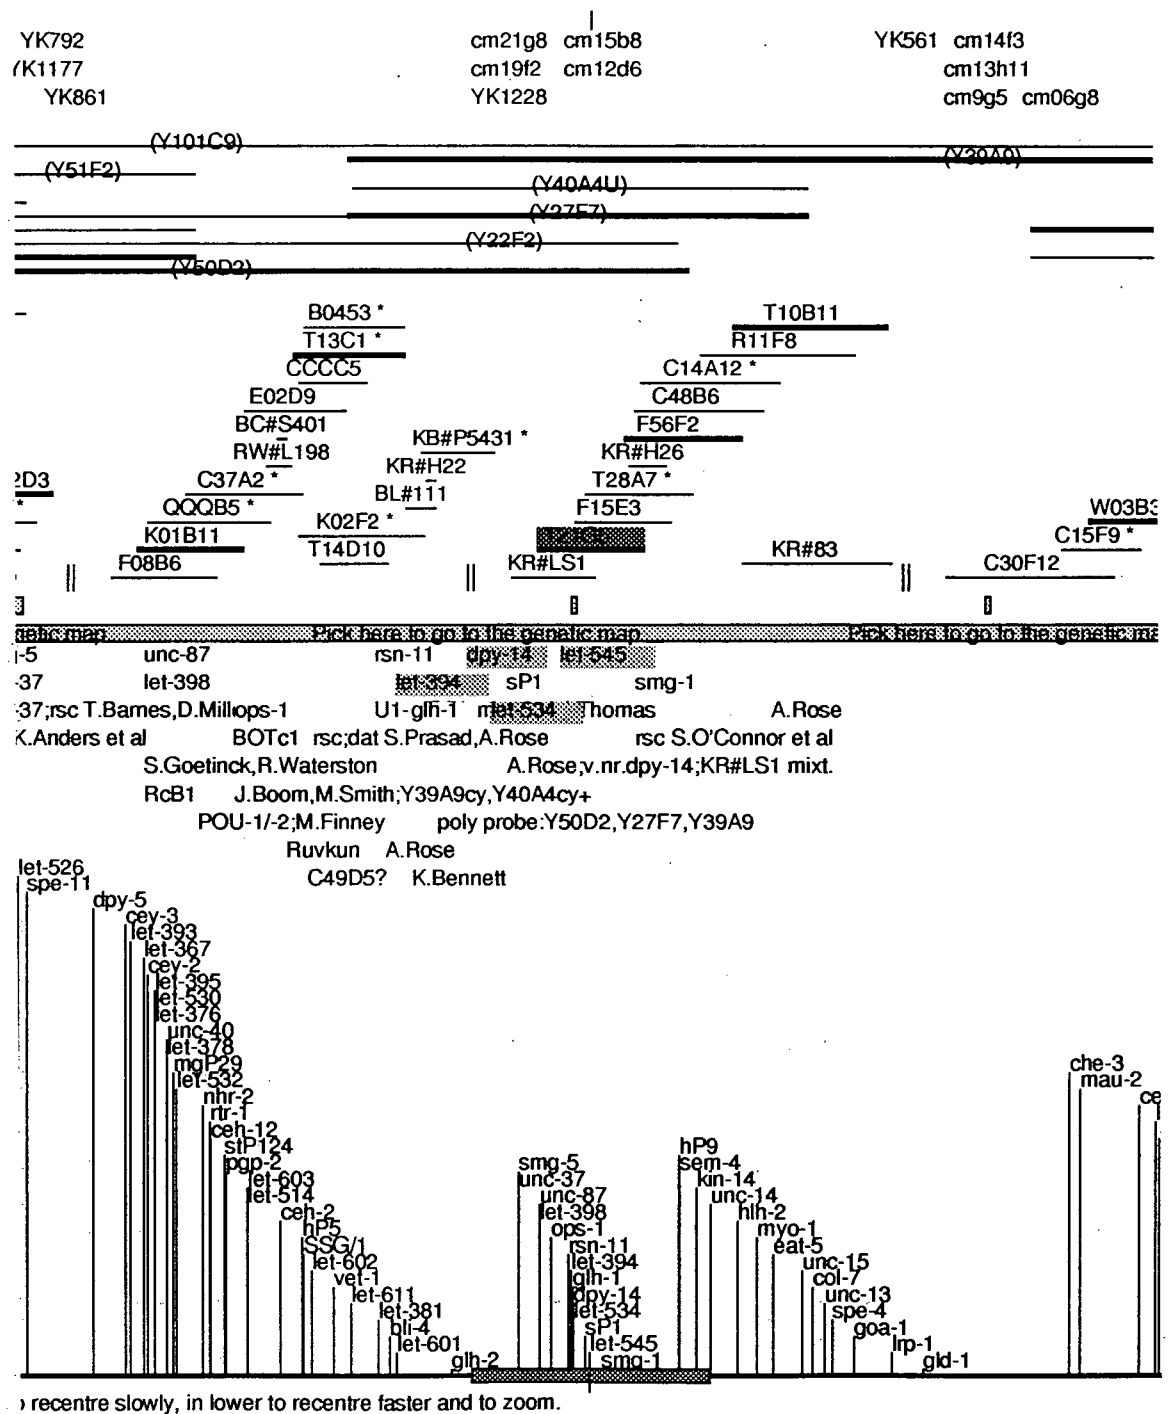 YK792 cm21g8 cm15b8 YK561 cm14f3
YK1177 cm19f2 cm12d6 cm13h11
YK861 YK1228 cm9g5 cm06g8
(Y101C9)
(Y39A9)
(Y51F2)
(Y40A4U)
(Y27F7)
(Y22F2)
(Y50D2)
B0453 * T10B11
T13C1 * R11F8
CCCC5 C14A12 *
E02D9 C48B6
BC#S401 KB#P5431 * F56F2
RW#L198 KR#H22 KR#H26
2D3 C37A2 * BL#111 T28A7 *
* QQQB5 * K02F2 * F15E3 W03B3
K01B11 T14D10 C15F9 *
F08B6 KR#LS1 KR#83 C30F12
netic map Pick here to go to the genetic map Pick here to go to the genetic ma
-5 unc-87 rsn-11 dpy-14 let-545
-37 let-398 let-394 sP1 smg-1
37;rsc T.Barnes,D.Mill ops-1 U1- glh-1 let-534 Thomas A.Rose
K.Anders et al BOTc1 rsc;dat S.Prasad,A.Rose rsc S.O'Connor et al
S.Goetinck,R.Waterston A.Rose;v.nr.dpy-14;KR#LS1 mixt.
RcB1 J.Boom,M.Smith;Y39A9cy,Y40A4cy+
POU-1/-2;M.Finney poly probe:Y50D2,Y27F7,Y39A9
Ruvkun A.Rose
C49D5? K.Bennett
let-526
spe-11
dpy-5
cey-3
let-393
let-367
cey-2
let-395
let-530
let-376
unc-40
let-378
mgP29
let-532
nhr-2
rtr-1
ceh-12
stP124
pgp-2
let-603
let-514
ceh-2
hP5
SSG/1
let-602
vet-1
let-611
let-381
bli-4
let-601
glh-2
smg-5
unc-37
unc-87
let-398
ops-1
rsn-11
let-394
glh-1
dpy-14
let-534
sP1
let-545
smg-1
hP9
sem-4
kin-14
unc-14
hlh-2
myo-1
eat-5
unc-15
col-7
unc-13
spe-4
goa-1
lrp-1
gld-1
che-3
mau-2
ce
recentre slowly, in lower to recentre faster and to zoom.